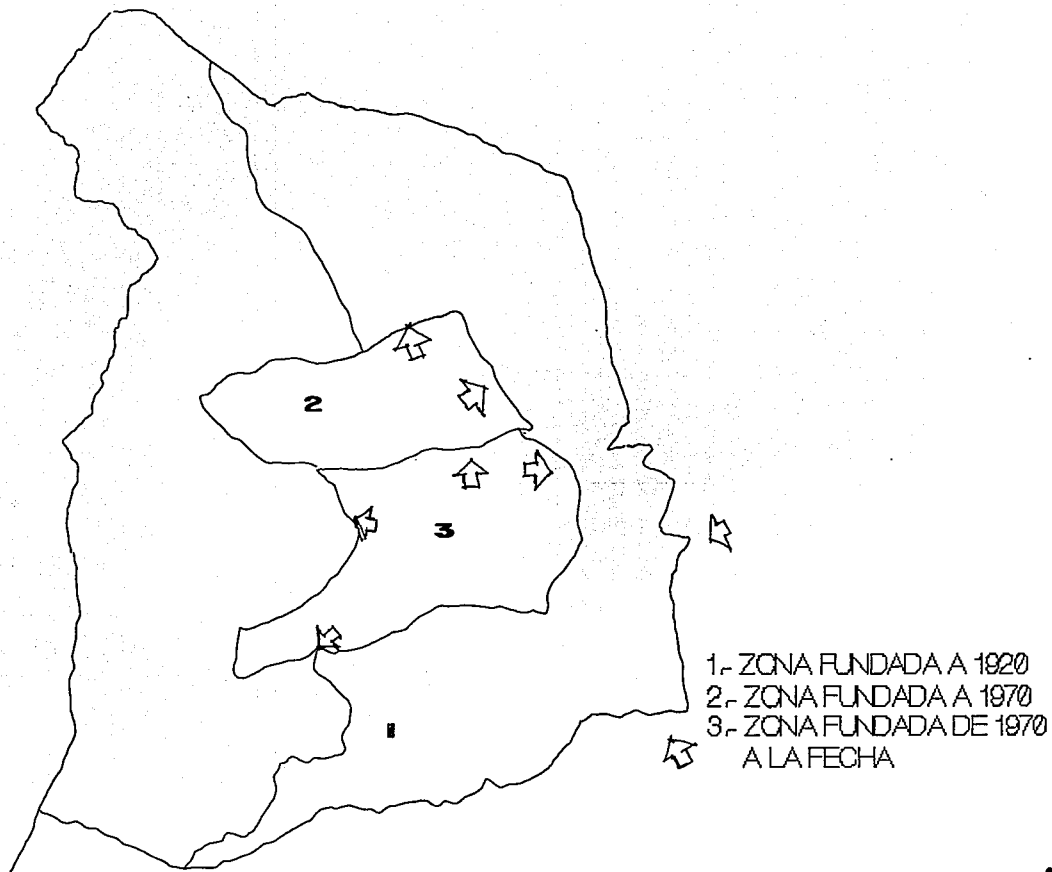 2
3
1
1.- ZONA FUNDADA A 1920
2.- ZONA FUNDADA A 1970
3.- ZONA FUNDADA DE 1970
A LA FECHA